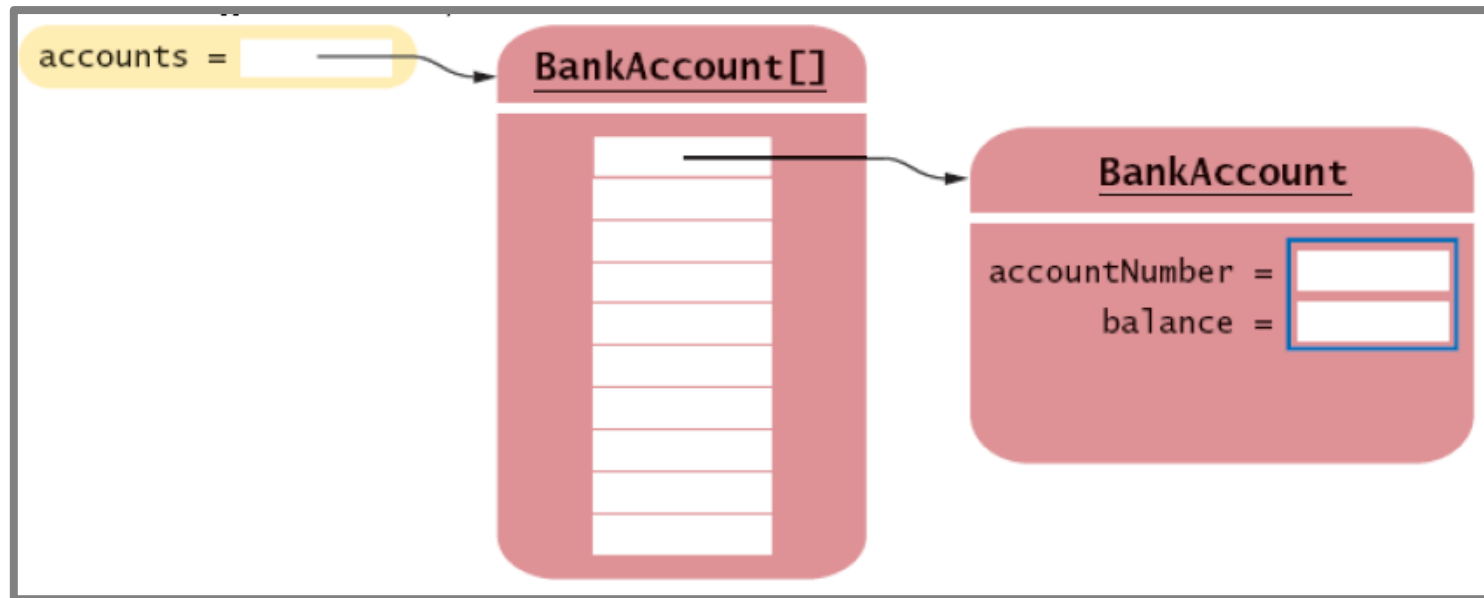 accounts =
BankAccount[]
BankAccount
accountNumber =
balance =